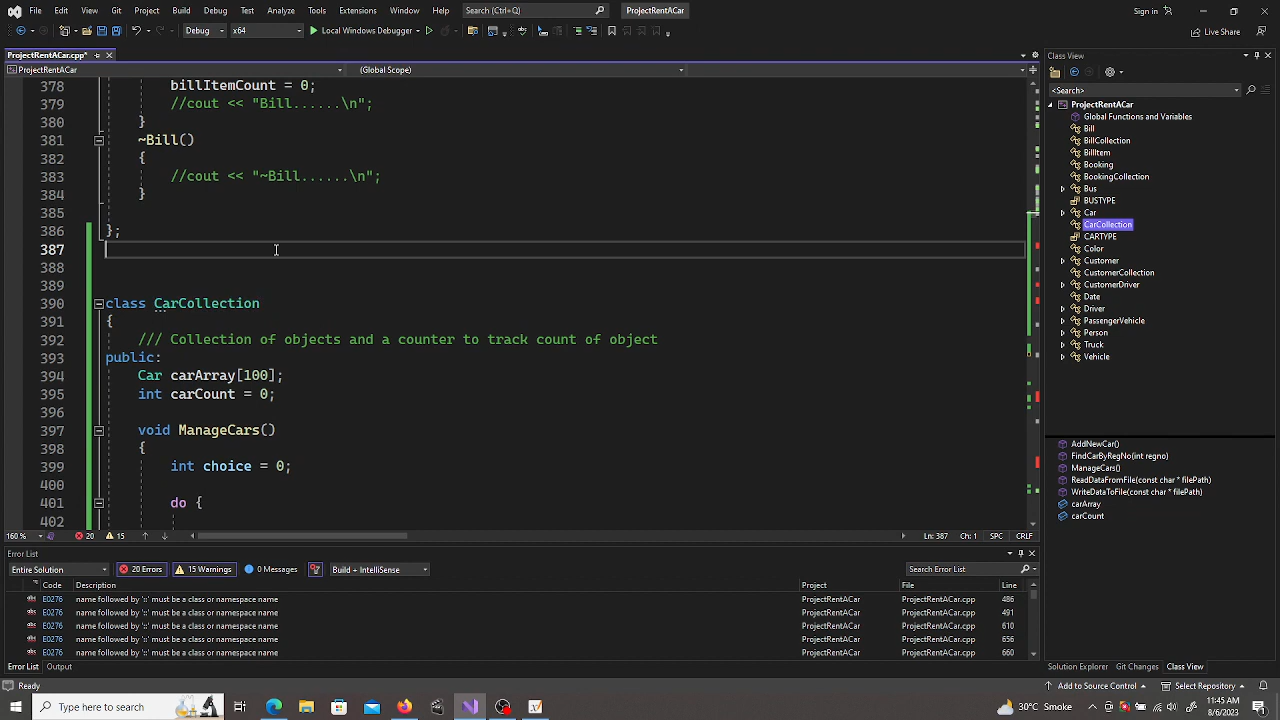 File Edit View Git Project Build Debug Test Analyze Tools Extensions Window Help Search (Ctrl+Q) ProjectRentACar Sign in
Debug x64 Local Windows Debugger Live Share
ProjectRentACar.cpp*
ProjectRentACar (Global Scope)
378 billItemCount = 0;
379 //cout << "Bill......\n";
380 }
381 ~Bill()
382 {
383 //cout << "~Bill......\n";
384 }
385
386 };
387
388
389
390 class CarCollection
391 {
392 /// Collection of objects and a counter to track count of object
393 public:
394 Car carArray[100];
395 int carCount = 0;
396
397 void ManageCars()
398 {
399 int choice = 0;
400
401 do {
402
160 % 20 15 Ln: 387 Ch: 1 SPC CRLF
Error List
Entire Solution 20 Errors 15 Warnings 0 Messages Build + IntelliSense Search Error List
Code Description Project File Line
abc E0276 name followed by '::' must be a class or namespace name ProjectRentACar ProjectRentACar.cpp 486
abc E0276 name followed by '::' must be a class or namespace name ProjectRentACar ProjectRentACar.cpp 491
abc E0276 name followed by '::' must be a class or namespace name ProjectRentACar ProjectRentACar.cpp 610
abc E0276 name followed by '::' must be a class or namespace name ProjectRentACar ProjectRentACar.cpp 656
abc E0276 name followed by '::' must be a class or namespace name ProjectRentACar ProjectRentACar.cpp 660
Error List Output
Class View
<Search>
ProjectRentACar
Global Functions and Variables
Bill
BillCollection
BillItem
Booking
BookingCollection
Bus
BUSTYPE
Car
CarCollection
CARTYPE
Color
Customer
CustomerCollection
CustomerDriver
Date
Driver
PassengerVehicle
Person
Truck
Vehicle
AddNewCar()
FindCarByRegNo(int regno)
ManageCars()
ReadDataFromFile(const char * filePath)
WriteDataToFile(const char * filePath)
carArray
carCount
Solution Explorer Git Changes Class View
Ready Add to Source Control Select Repository
Type here to search 30°C Smoke 11:45 AM
8/6/2023